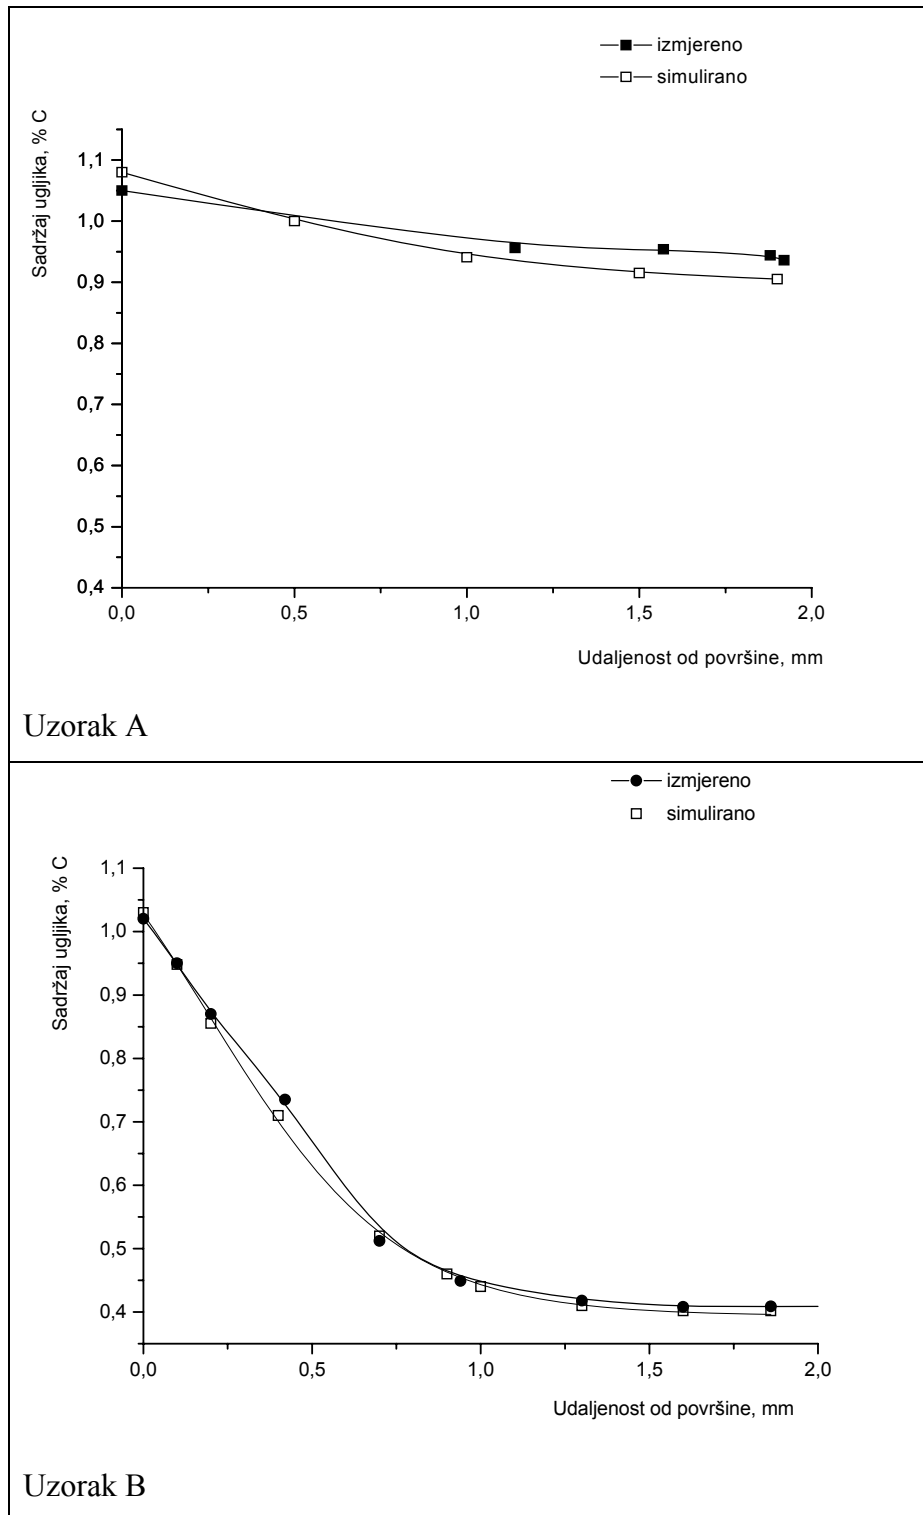 izmjereno
simulirano
Sadržaj ugljika, % C
1,1
1,0
0,9
0,8
0,7
0,6
0,5
0,4
0,0 0,5 1,0 1,5 2,0
Udaljenost od površine, mm
Uzorak A
izmjereno
simulirano
Sadržaj ugljika, % C
1,1
1,0
0,9
0,8
0,7
0,6
0,5
0,4
0,0 0,5 1,0 1,5 2,0
Udaljenost od površine, mm
Uzorak B